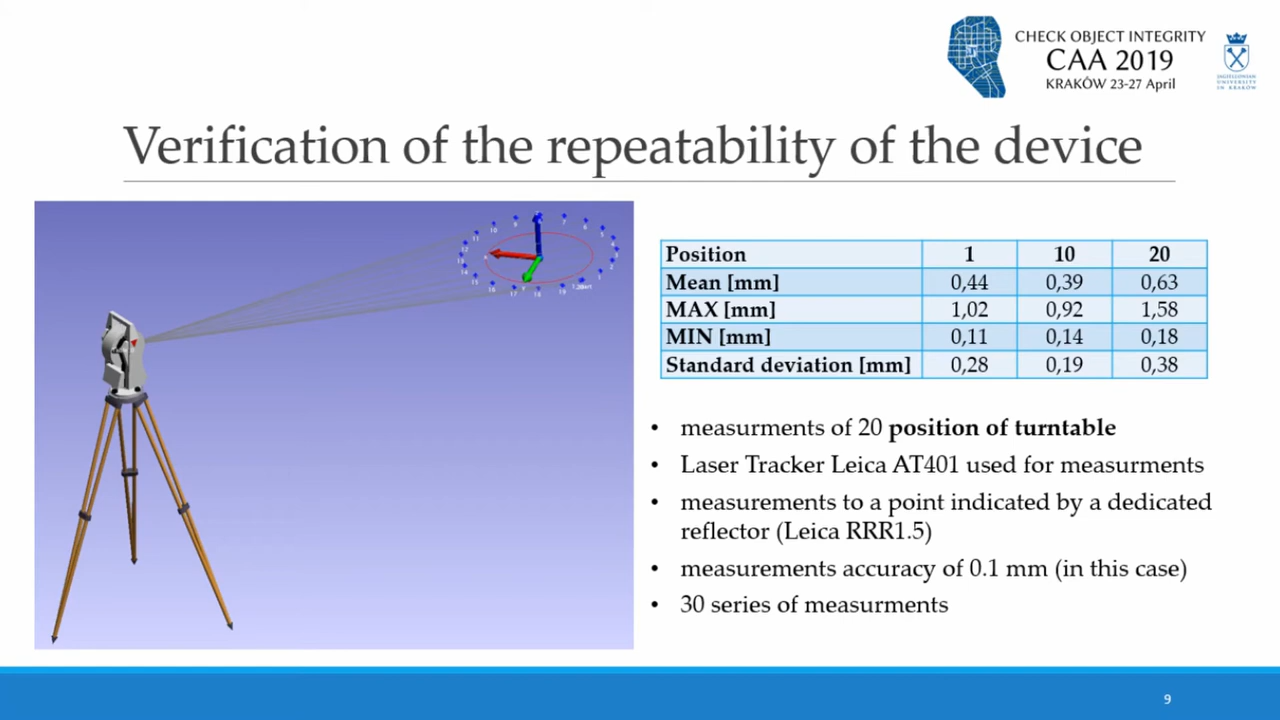 CHECK OBJECT INTEGRITY
CAA 2019
KRAKÓW 23-27 April
JAGIELLONIAN
UNIVERSITY
IN KRAKÓW
Verification of the repeatability of the device
Position 1 10 20
Mean [mm] 0,44 0,39 0,63
MAX [mm] 1,02 0,92 1,58
MIN [mm] 0,11 0,14 0,18
Standard deviation [mm] 0,28 0,19 0,38
• measurments of 20 position of turntable
• Laser Tracker Leica AT401 used for measurments
• measurements to a point indicated by a dedicated
reflector (Leica RRR1.5)
• measurements accuracy of 0.1 mm (in this case)
• 30 series of measurments
9